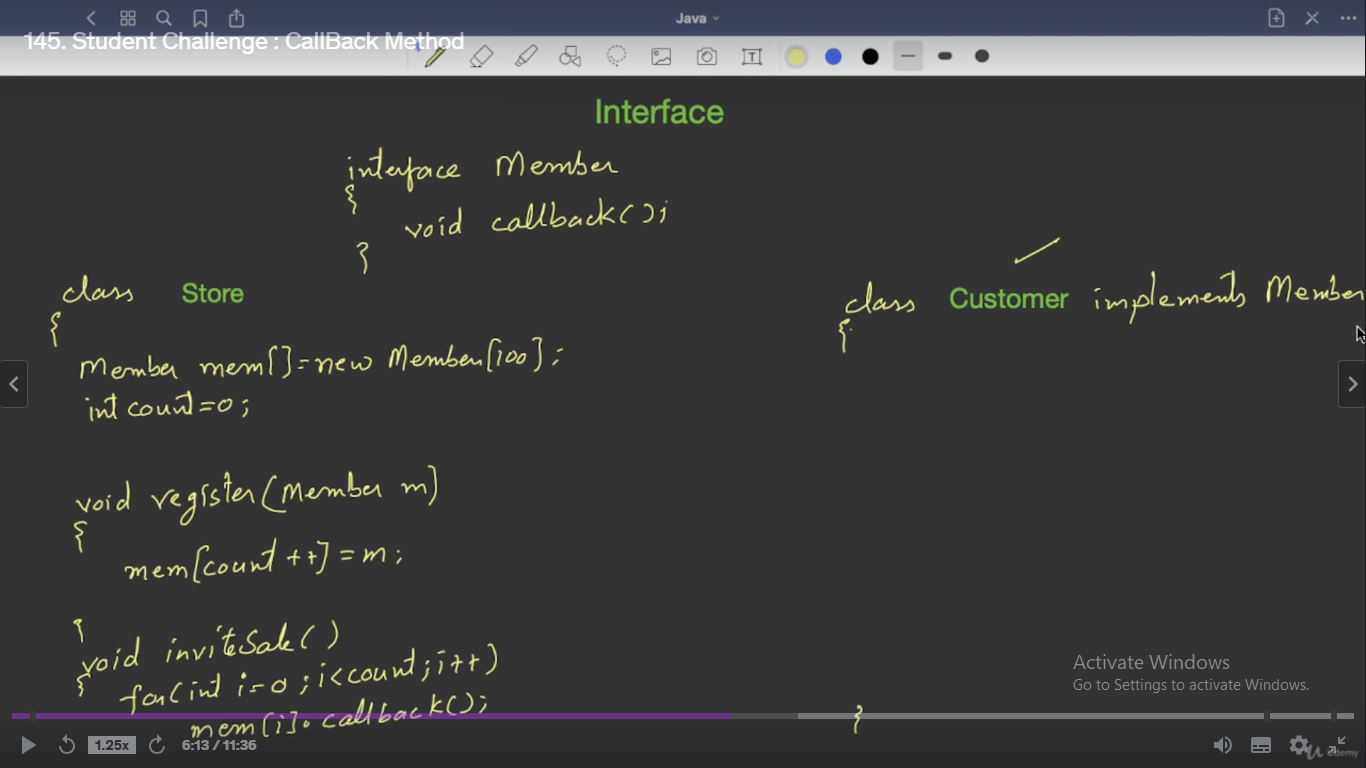 Java
145. Student Challenge : CallBack Method
Interface
interface Member
{
void callback();
}
class Store
{
Member mem[]=new Member[100];
int count=0;
void register(Member m)
{
mem[count++]=m;
}
void inviteSale()
{
for(int i=0;i<count;i++)
mem[i].callback();
class Customer implements Member
{
}
Activate Windows
Go to Settings to activate Windows.
1.25x
6:13 / 11:36
Udemy